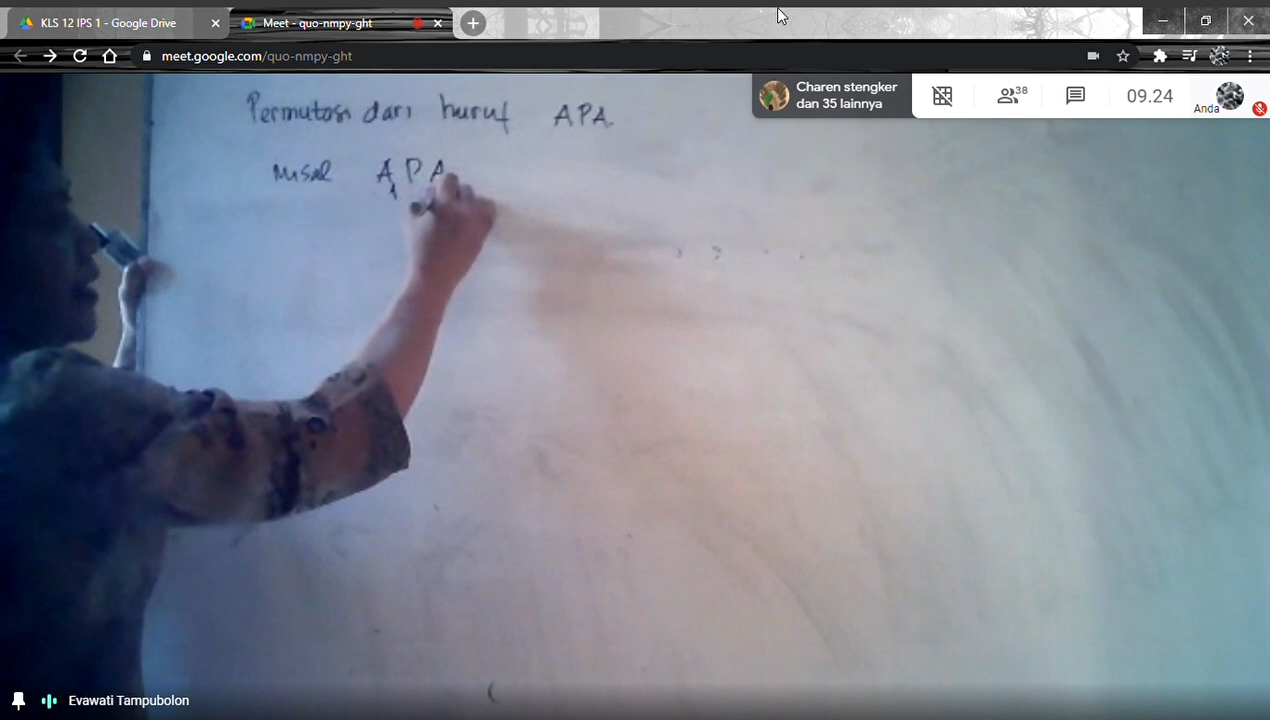 KLS 12 IPS 1 - Google Drive
Meet - quo-nmpy-ght
meet.google.com/quo-nmpy-ght
Charen stengker
dan 35 lainnya
38
09.24
Anda
Permutasi dari huruf APA.
Misal A1 P A
Evawati Tampubolon